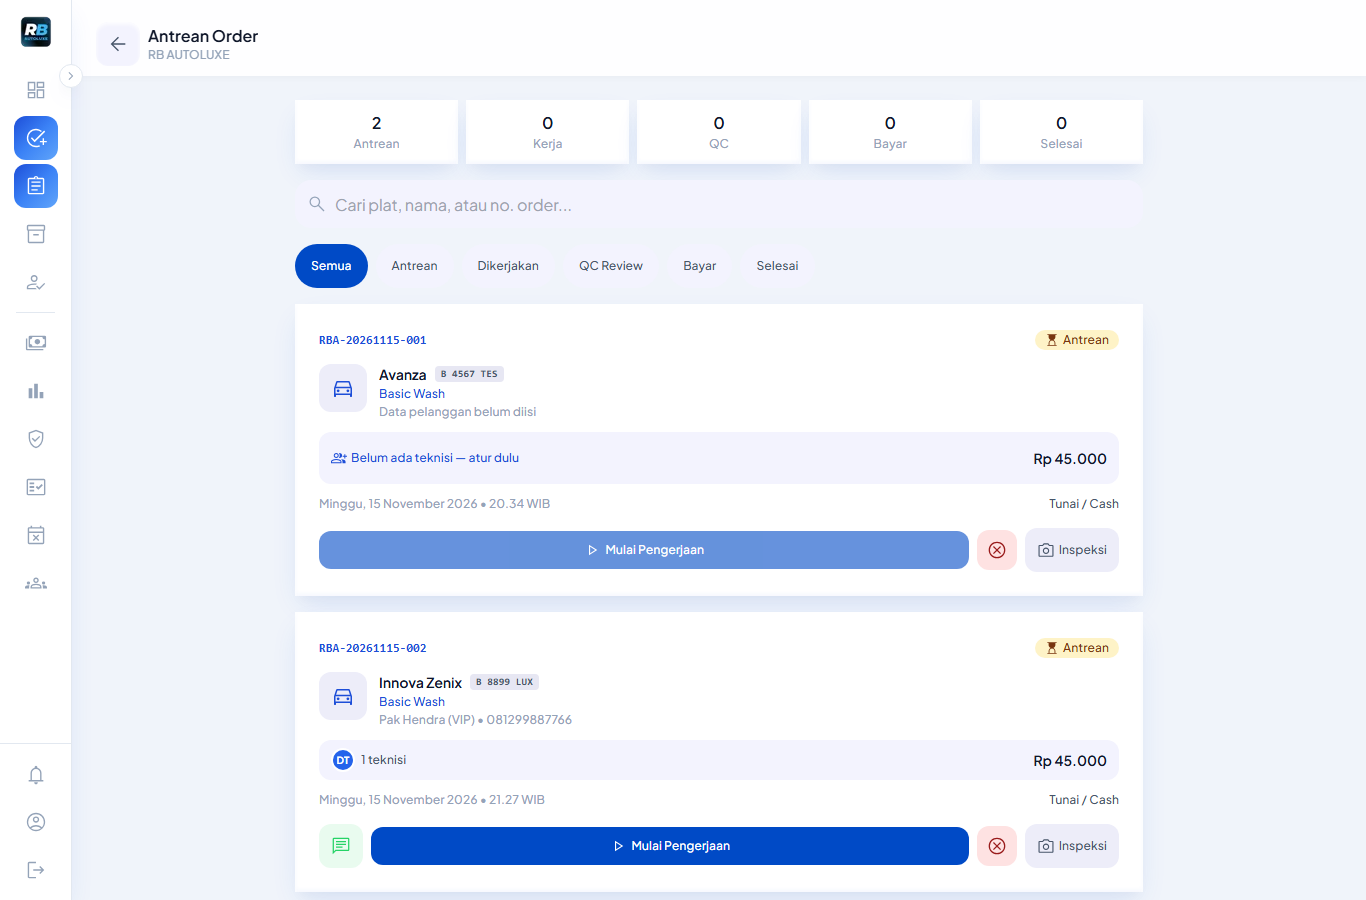 RB
AUTOLUXE
Antrean Order
RB AUTOLUXE
2
Antrean
0
Kerja
0
QC
0
Bayar
0
Selesai
Cari plat, nama, atau no. order...
Semua
Antrean
Dikerjakan
QC Review
Bayar
Selesai
RBA-20261115-001
Antrean
Avanza
B 4567 TES
Basic Wash
Data pelanggan belum diisi
Belum ada teknisi — atur dulu
Rp 45.000
Minggu, 15 November 2026 • 20.34 WIB
Tunai / Cash
Mulai Pengerjaan
Inspeksi
RBA-20261115-002
Antrean
Innova Zenix
B 8899 LUX
Basic Wash
Pak Hendra (VIP) • 081299887766
DT
1 teknisi
Rp 45.000
Minggu, 15 November 2026 • 21.27 WIB
Tunai / Cash
Mulai Pengerjaan
Inspeksi